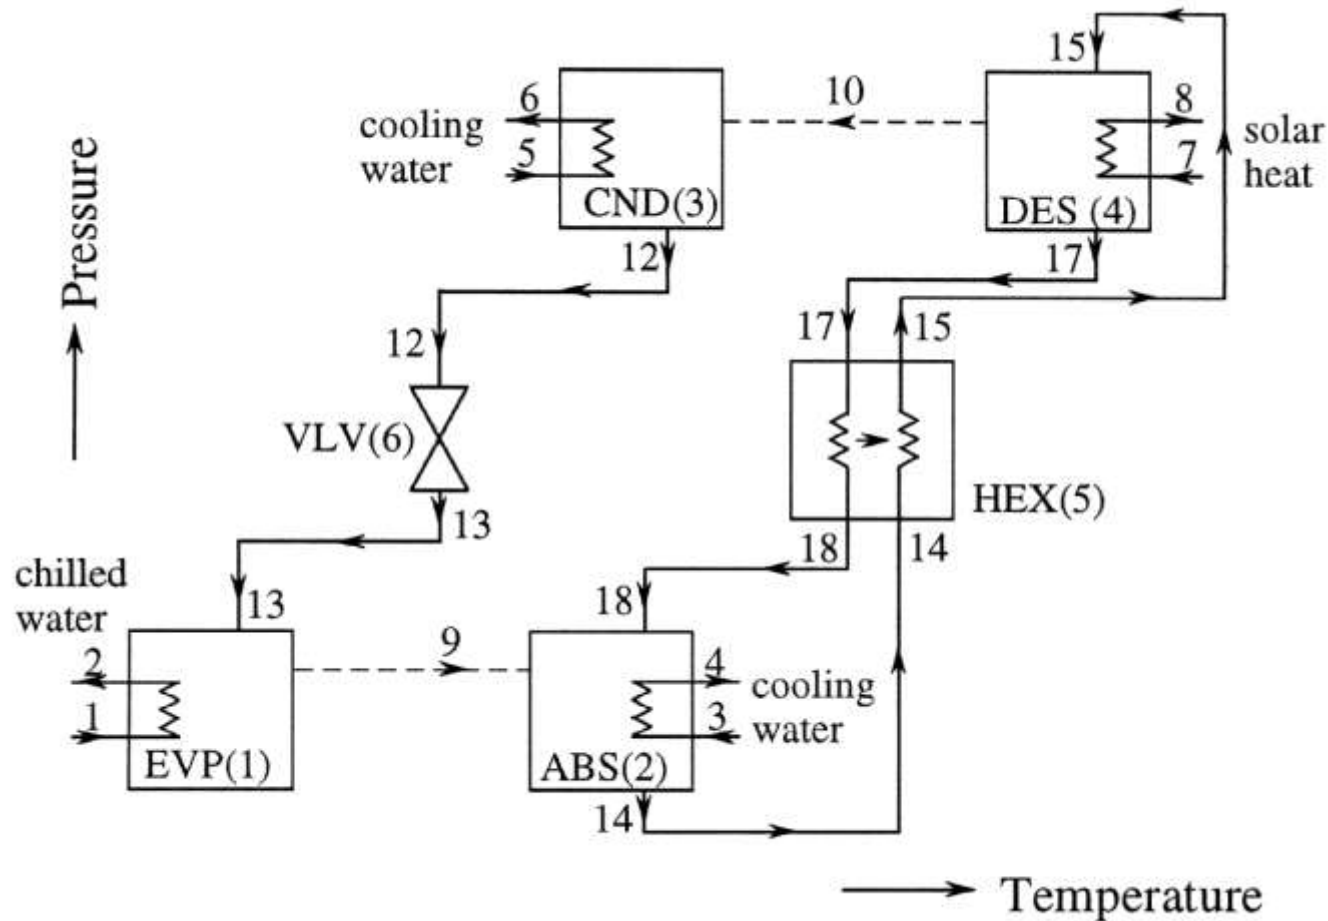 15
6
10
8
cooling
water
5
7
solar
heat
CND(3)
DES (4)
Pressure
12
17
12
17
15
VLV(6)
13
HEX(5)
18
14
chilled
water
13
18
2
9
4
cooling
water
1
3
EVP(1)
ABS(2)
14
Temperature